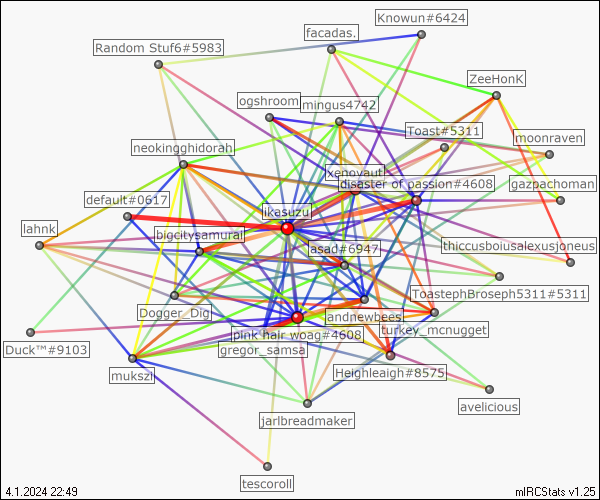 Knowun#6424
facadas.
Random Stuf6#5983
ZeeHonK
ogshroom
mingus4742
Toast#5311
moonraven
neokingghidorah
xenovauti
disaster of passion#4608
gazpachoman
default#0617
ikasuzu
lahnk
bigcitysamurai
asad#6947
thiccusboiusalexusjoneus
ToastephBroseph5311#5311
Dogger_Dig
andnewbees
turkey_mcnugget
pink hair woag#4608
Duck™#9103
gregor_samsa
mukszi
Heighleaigh#8575
avelicious
jarlbreadmaker
tescoroll
4.1.2024 22:49
mIRCStats v1.25